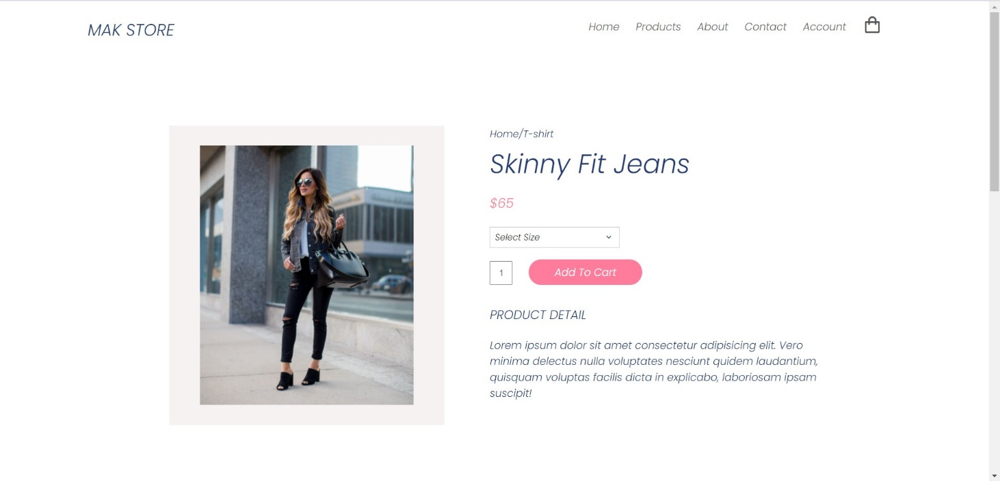 MAK STORE
Home Products About Contact Account
Home/T-shirt
Skinny Fit Jeans
$65
Select Size
1 Add To Cart
PRODUCT DETAIL
Lorem ipsum dolor sit amet consectetur adipisicing elit. Vero
minima delectus nulla voluptates nesciunt quidem laudantium,
quisquam voluptas facilis dicta in explicabo, laboriosam ipsam
suscipit!